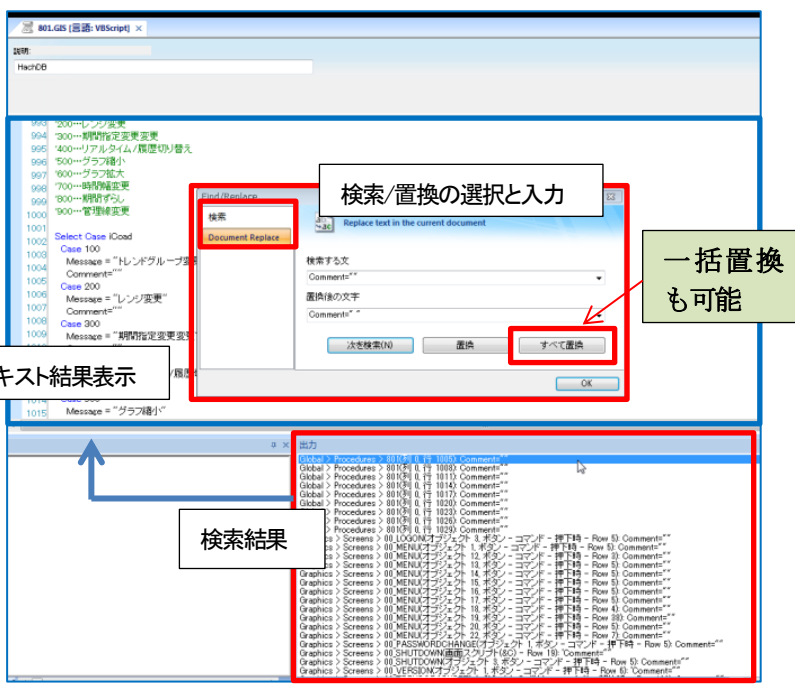 801.GIS [言語: VBScript] ×
説明:
HachDB
993 '200…レンジ変更
994 '300…期間指定変更変更
995 '400…リアルタイム/履歴切り替え
996 '500…グラフ縮小
997 '600…グラフ拡大
998 '700…時間幅変更
999 '800…期間ずらし
1000 '900…管理線変更
1001
1002 Select Case iCoad
1003 Case 100
1004 Message = "トレンドグループ変更
1005 Comment=""
1006 Case 200
1007 Message = "レンジ変更"
1008 Comment=""
1009 Case 300
Message = "期間指定変更変更"
1014
1015 Message = "グラフ縮小"
Find/Replace
検索/置換の選択と入力
検索
Document Replace
Replace text in the current document
検索する文
Comment=""
置換後の文字
Comment=" "
次を検索(N) 置換 すべて置換
OK
一括置換
も可能
キスト結果表示
/履歴
検索結果
出力
Global > Procedures > 801(列 0, 行 1005): Comment=""
Global > Procedures > 801(列 0, 行 1008): Comment=""
Global > Procedures > 801(列 0, 行 1011): Comment=""
Global > Procedures > 801(列 0, 行 1014): Comment=""
Global > Procedures > 801(列 0, 行 1017): Comment=""
Global > Procedures > 801(列 0, 行 1020): Comment=""
Global > Procedures > 801(列 0, 行 1023): Comment=""
Global > Procedures > 801(列 0, 行 1026): Comment=""
Global > Procedures > 801(列 0, 行 1029): Comment=""
s > Screens > 00_LOGON(オブジェクト 3, ボタン - コマンド - 押下時 - Row 5): Comment=""
s > Screens > 00_MENU(オブジェクト 1, ボタン - コマンド - 押下時 - Row 5): Comment=""
s > Screens > 00_MENU(オブジェクト 12, ボタン - コマンド - 押下時 - Row 3): Comment=""
s > Screens > 00_MENU(オブジェクト 13, ボタン - コマンド - 押下時 - Row 5): Comment=""
Graphics > Screens > 00_MENU(オブジェクト 14, ボタン - コマンド - 押下時 - Row 5): Comment=""
Graphics > Screens > 00_MENU(オブジェクト 15, ボタン - コマンド - 押下時 - Row 5): Comment=""
Graphics > Screens > 00_MENU(オブジェクト 16, ボタン - コマンド - 押下時 - Row 5): Comment=""
Graphics > Screens > 00_MENU(オブジェクト 17, ボタン - コマンド - 押下時 - Row 5): Comment=""
Graphics > Screens > 00_MENU(オブジェクト 18, ボタン - コマンド - 押下時 - Row 4): Comment=""
Graphics > Screens > 00_MENU(オブジェクト 19, ボタン - コマンド - 押下時 - Row 38): Comment=""
Graphics > Screens > 00_MENU(オブジェクト 20, ボタン - コマンド - 押下時 - Row 5): Comment=""
Graphics > Screens > 00_MENU(オブジェクト 22, ボタン - コマンド - 押下時 - Row 7): Comment=""
Graphics > Screens > 00_PASSWORDCHANGE(オブジェクト 1, ボタン - コマンド - 押下時 - Row 5): Comment=""
Graphics > Screens > 00_SHUTDOWN(画面スクリプト(&C) - Row 19): 'Comment=""
Graphics > Screens > 00_SHUTDOWN(オブジェクト 3, ボタン - コマンド - 押下時 - Row 5): Comment=""
Graphics > Screens > 00_VERSION(オブジェクト 1, ボタン - コマンド - 押下時 - Row 5): 'Comment=""